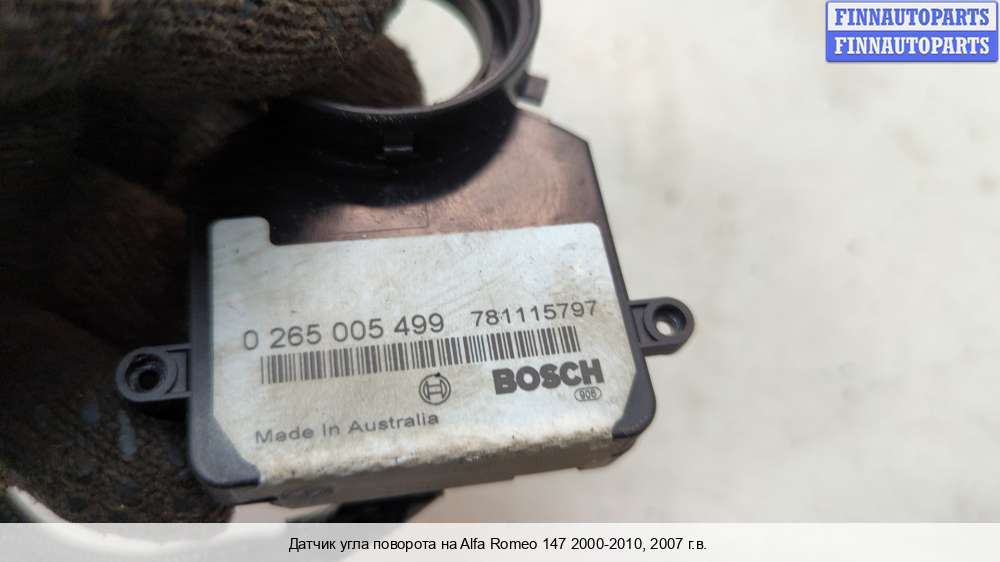 FINNAUTOPARTS
FINNAUTOPARTS
0 265 005 499 781115797
BOSCH
906
Made In Australia
Датчик угла поворота на Alfa Romeo 147 2000-2010, 2007 г.в.